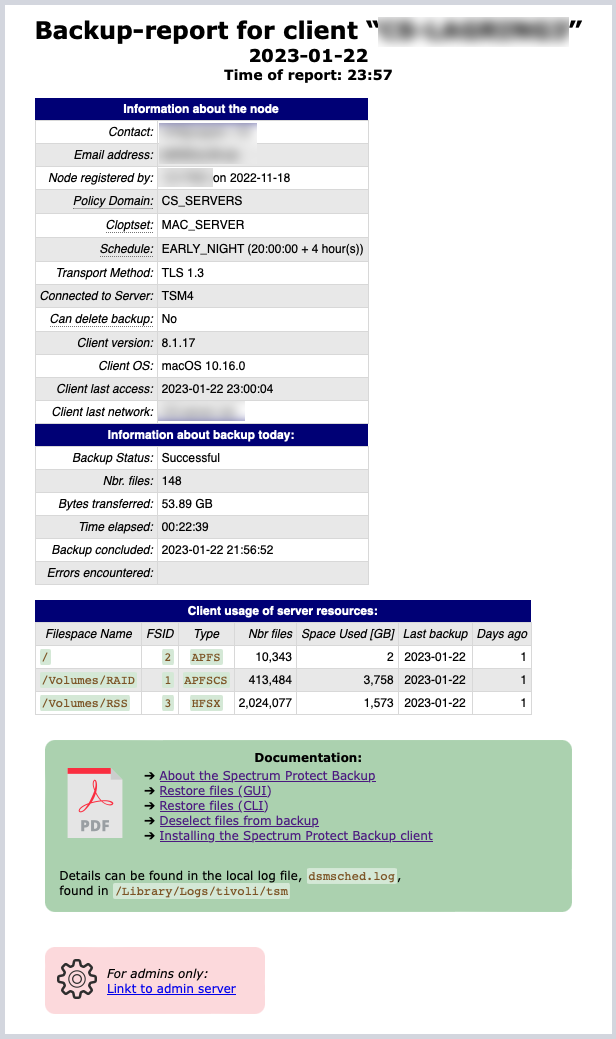 Backup-report for client “ ”
2023-01-22
Time of report: 23:57
Information about the node
Contact:
Email address:
Node registered by: on 2022-11-18
Policy Domain: CS_SERVERS
Cloptset: MAC_SERVER
Schedule: EARLY_NIGHT (20:00:00 + 4 hour(s))
Transport Method: TLS 1.3
Connected to Server: TSM4
Can delete backup: No
Client version: 8.1.17
Client OS: macOS 10.16.0
Client last access: 2023-01-22 23:00:04
Client last network:
Information about backup today:
Backup Status: Successful
Nbr. files: 148
Bytes transferred: 53.89 GB
Time elapsed: 00:22:39
Backup concluded: 2023-01-22 21:56:52
Errors encountered:
Client usage of server resources:
Filespace Name FSID Type Nbr files Space Used [GB] Last backup Days ago
/ 2 APFS 10,343 2 2023-01-22 1
/Volumes/RAID 1 APFSCS 413,484 3,758 2023-01-22 1
/Volumes/RSS 3 HFSX 2,024,077 1,573 2023-01-22 1
Documentation:
➔ About the Spectrum Protect Backup
➔ Restore files (GUI)
➔ Restore files (CLI)
➔ Deselect files from backup
➔ Installing the Spectrum Protect Backup client
PDF
Details can be found in the local log file, dsmsched.log,
found in /Library/Logs/tivoli/tsm
For admins only:
Linkt to admin server